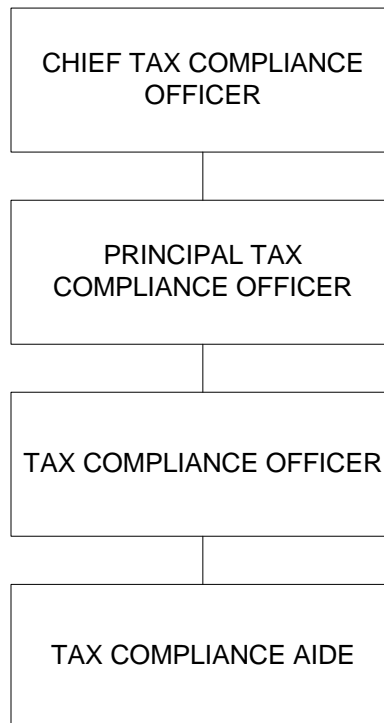 CHIEF TAX COMPLIANCE
OFFICER
PRINCIPAL TAX
COMPLIANCE OFFICER
TAX COMPLIANCE OFFICER
TAX COMPLIANCE AIDE